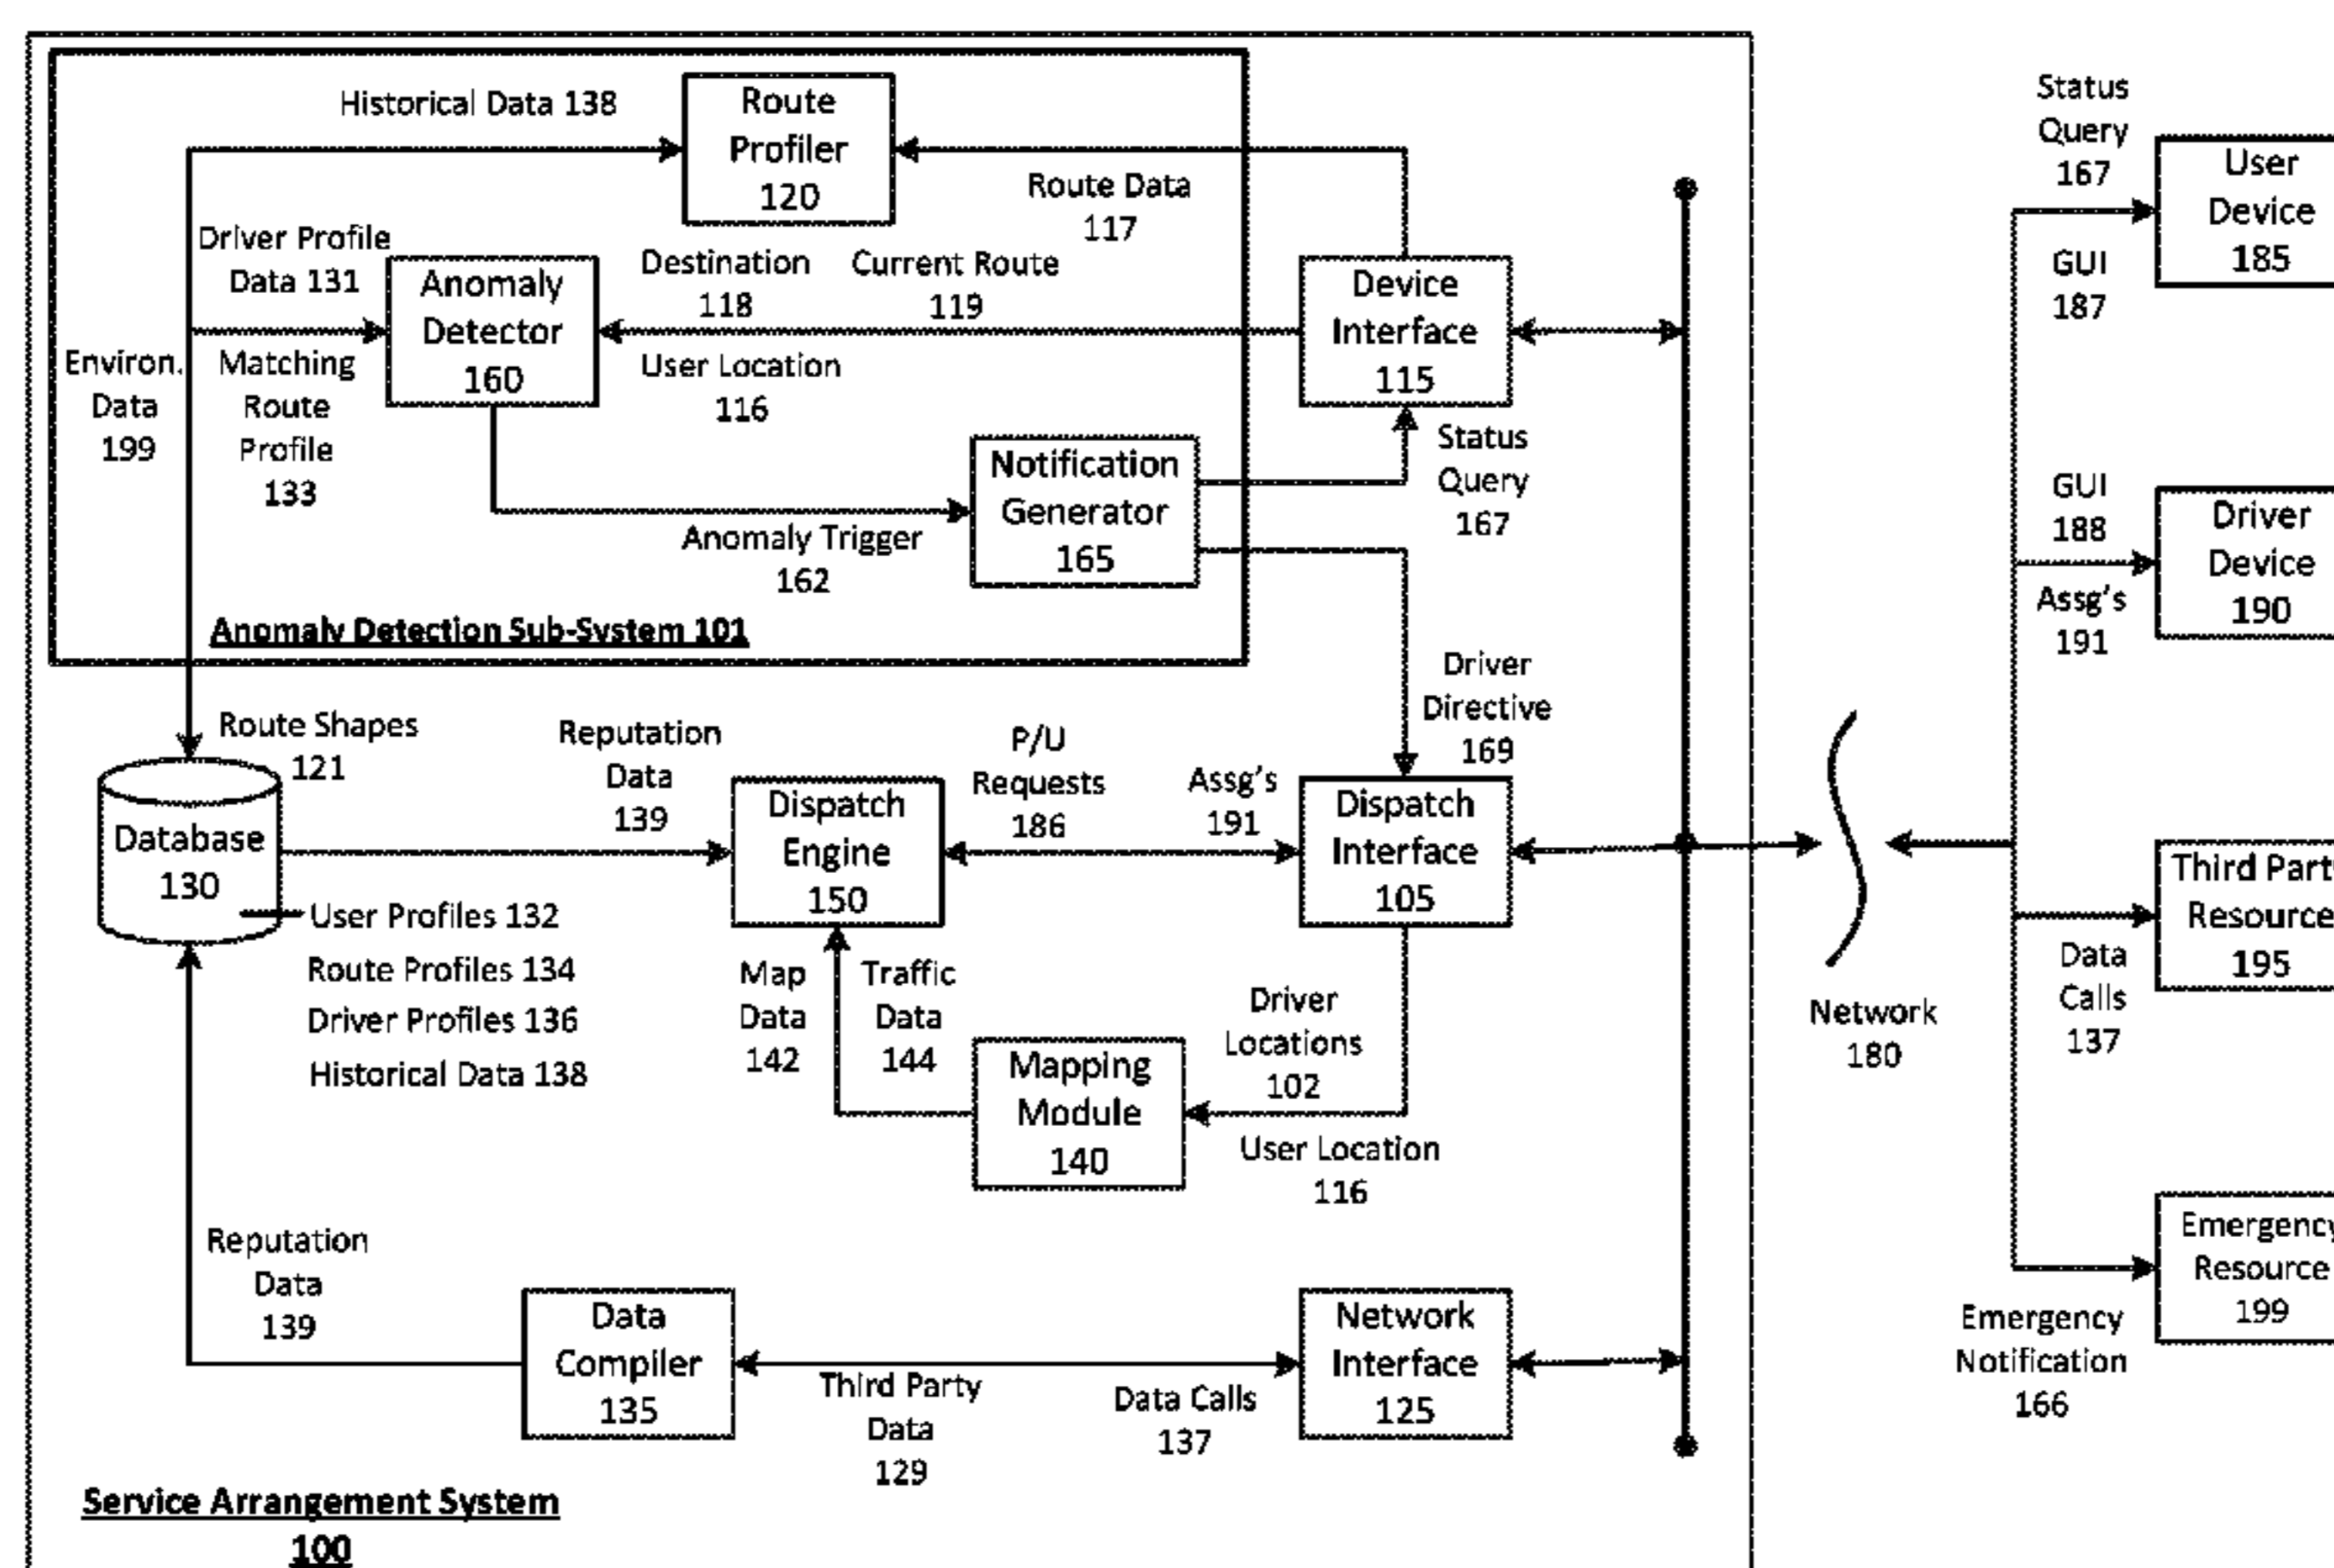 Historical Data 138
Route
Profiler
120
Route Data
117
Driver Profile
Data 131
Anomaly
Detector
160
Destination
118
Current Route
119
User Location
116
Device
Interface
115
Environ.
Data
199
Matching
Route
Profile
133
Notification
Generator
165
Status
Query
167
Anomaly Trigger
162
Anomaly Detection Sub-System 101
Driver
Directive
169
Route Shapes
121
Reputation
Data
139
P/U
Requests
186
Assg's
191
Database
130
Dispatch
Engine
150
Dispatch
Interface
105
User Profiles 132
Route Profiles 134
Driver Profiles 136
Historical Data 138
Map
Data
142
Traffic
Data
144
Mapping
Module
140
Driver
Locations
102
User Location
116
Reputation
Data
139
Data
Compiler
135
Third Party
Data
129
Data Calls
137
Network
Interface
125
Service Arrangement System
100
Network
180
Status
Query
167
GUI
187
User
Device
185
GUI
188
Assg's
191
Driver
Device
190
Third Part
Resource
195
Data
Calls
137
Emergency
Resource
199
Emergency
Notification
166